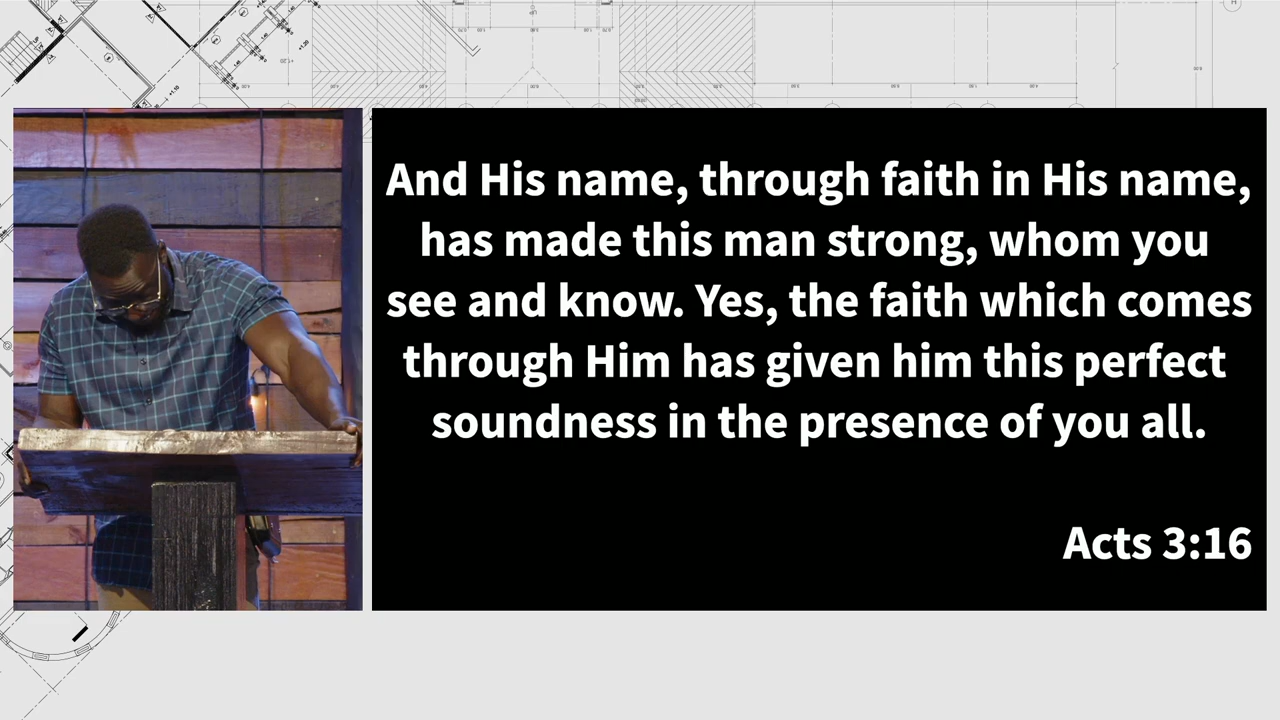 And His name, through faith in His name,
has made this man strong, whom you
see and know. Yes, the faith which comes
through Him has given him this perfect
soundness in the presence of you all.
Acts 3:16